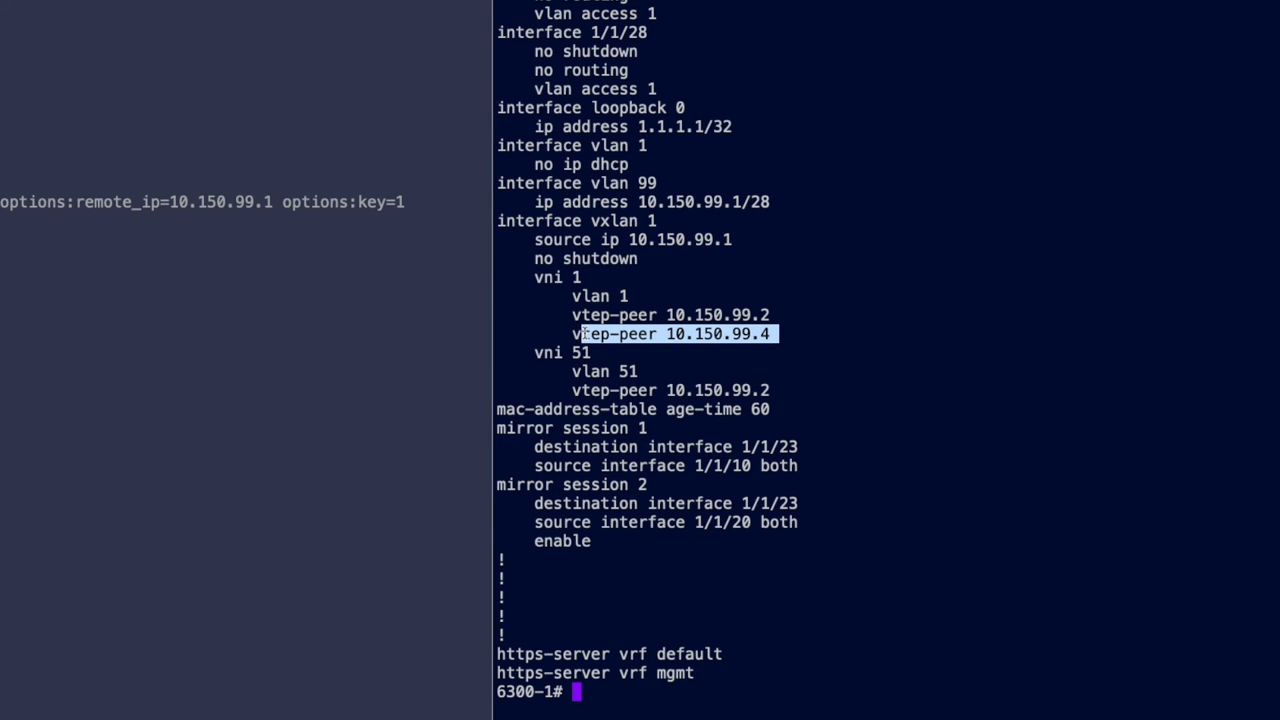 no routing
vlan access 1
interface 1/1/28
no shutdown
no routing
vlan access 1
interface loopback 0
ip address 1.1.1.1/32
interface vlan 1
no ip dhcp
interface vlan 99
options:remote_ip=10.150.99.1 options:key=1
ip address 10.150.99.1/28
interface vxlan 1
source ip 10.150.99.1
no shutdown
vni 1
vlan 1
vtep-peer 10.150.99.2
vtep-peer 10.150.99.4
vni 51
vlan 51
vtep-peer 10.150.99.2
mac-address-table age-time 60
mirror session 1
destination interface 1/1/23
source interface 1/1/10 both
mirror session 2
destination interface 1/1/23
source interface 1/1/20 both
enable
!
!
!
!
!
https-server vrf default
https-server vrf mgmt
6300-1#